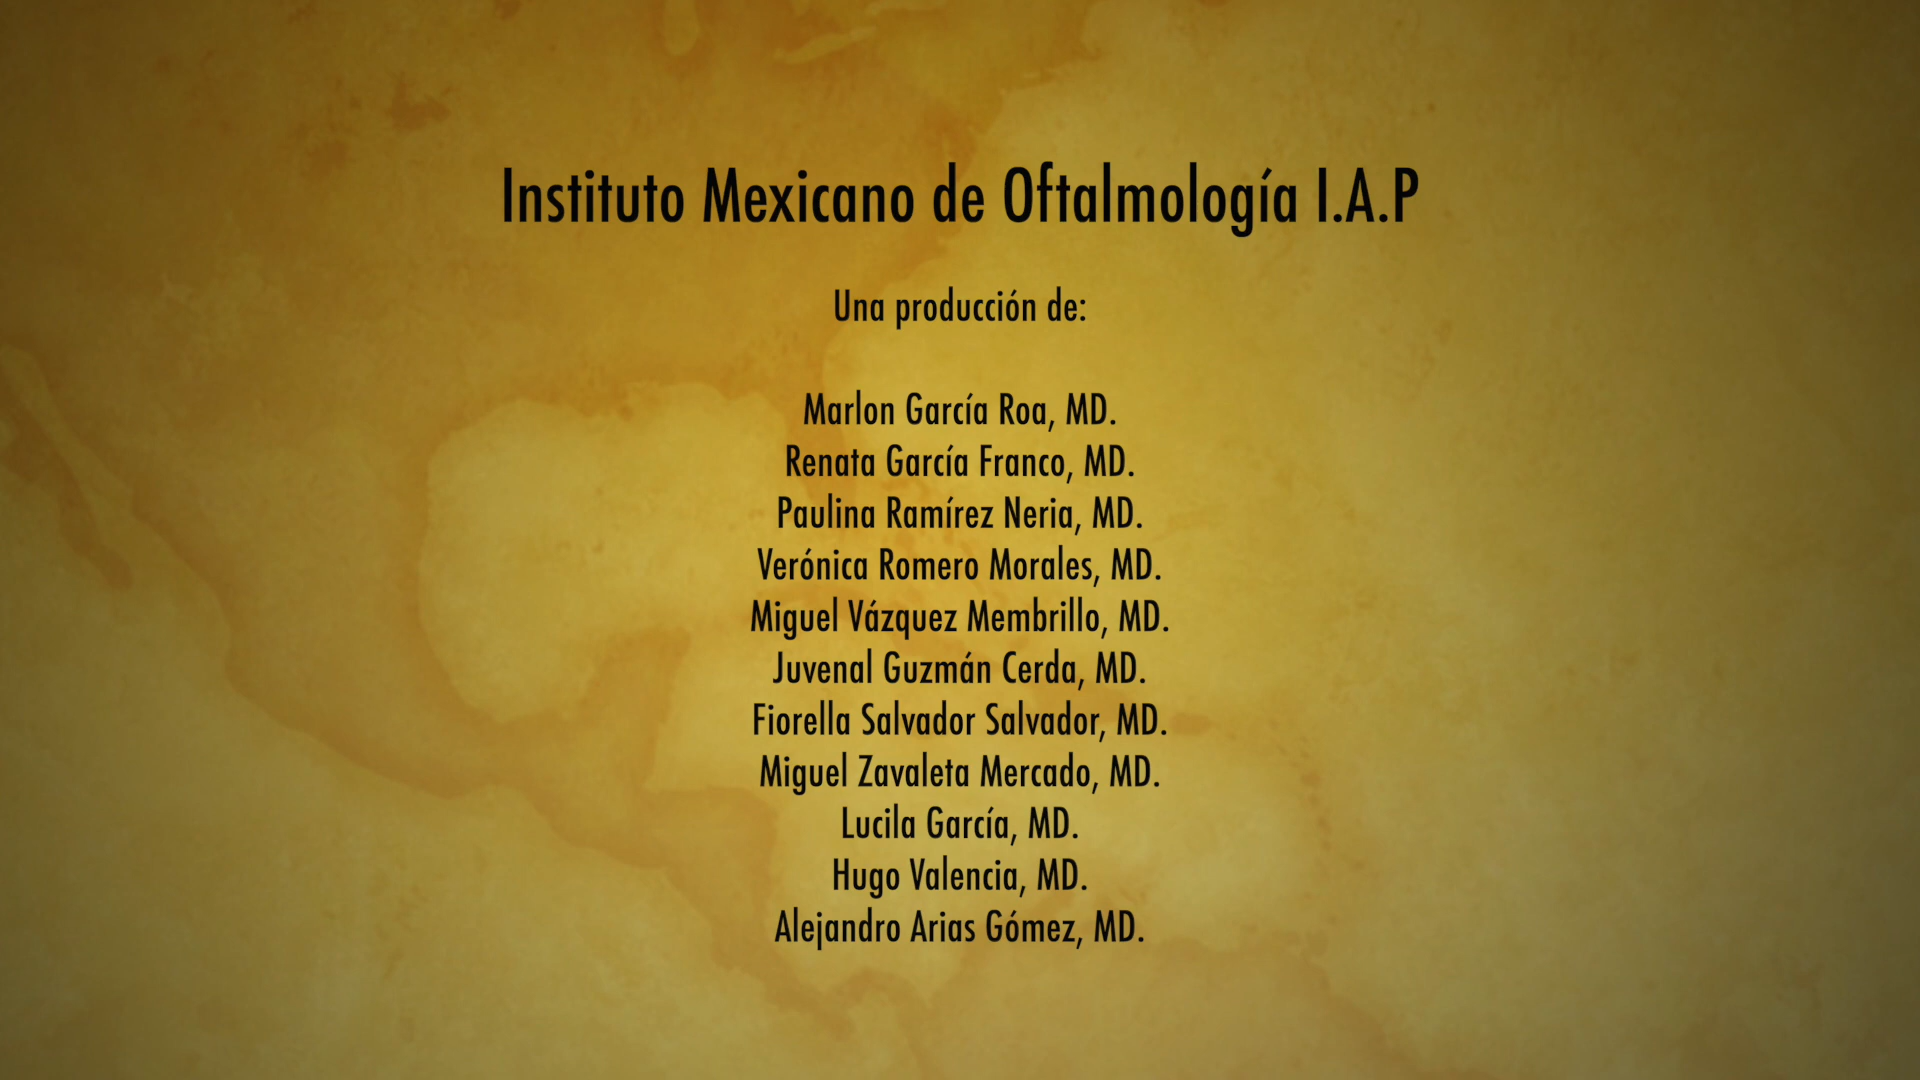 Instituto Mexicano de Oftalmología I.A.P
Una producción de:
Marlon García Roa, MD.
Renata García Franco, MD.
Paulina Ramírez Neria, MD.
Verónica Romero Morales, MD.
Miguel Vázquez Membrillo, MD.
Juvenal Guzmán Cerda, MD.
Fiorella Salvador Salvador, MD.
Miguel Zavaleta Mercado, MD.
Lucila García, MD.
Hugo Valencia, MD.
Alejandro Arias Gómez, MD.